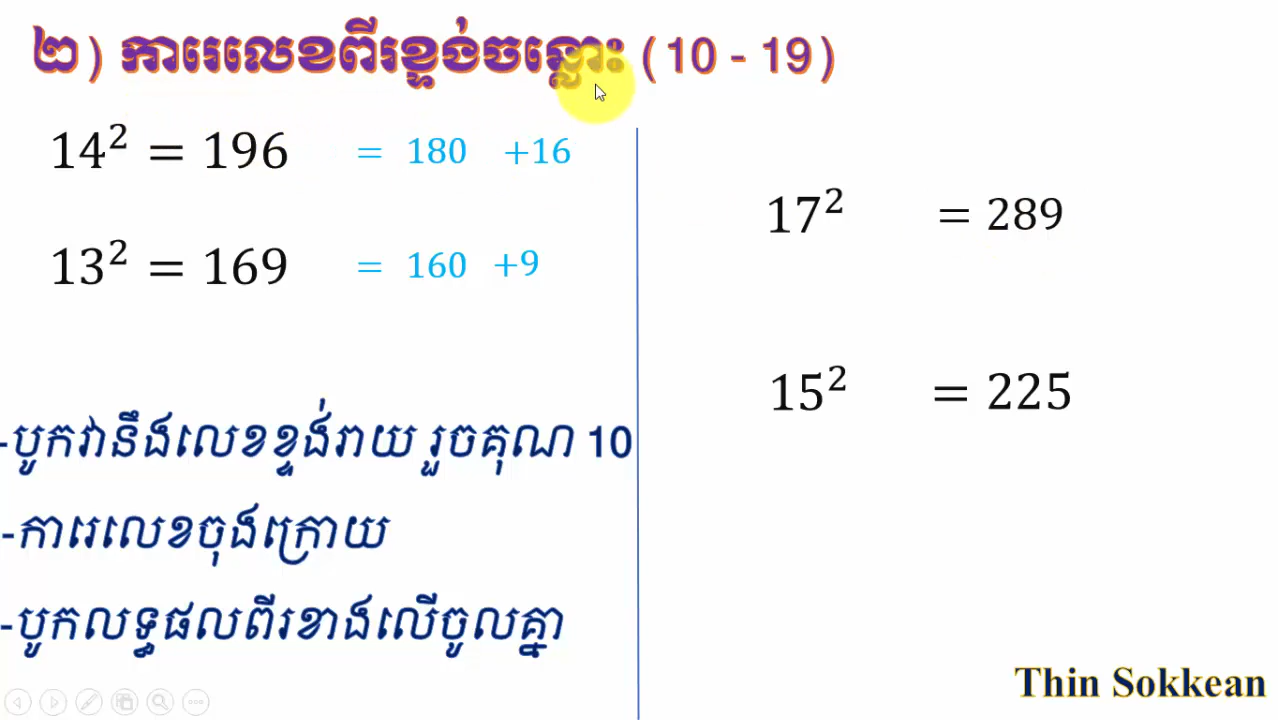 ២) ការេលេខពីរខ្ទង់ចន្លោះ (10 - 19)
14² = 196 = 180 +16
13² = 169 = 160 +9
-បូកវានឹងលេខខ្ទង់រាយ រួចគុណ 10
-ការេលេខចុងក្រោយ
-បូកលទ្ធផលពីរខាងលើចូលគ្នា
17² = 289
15² = 225
Thin Sokkean